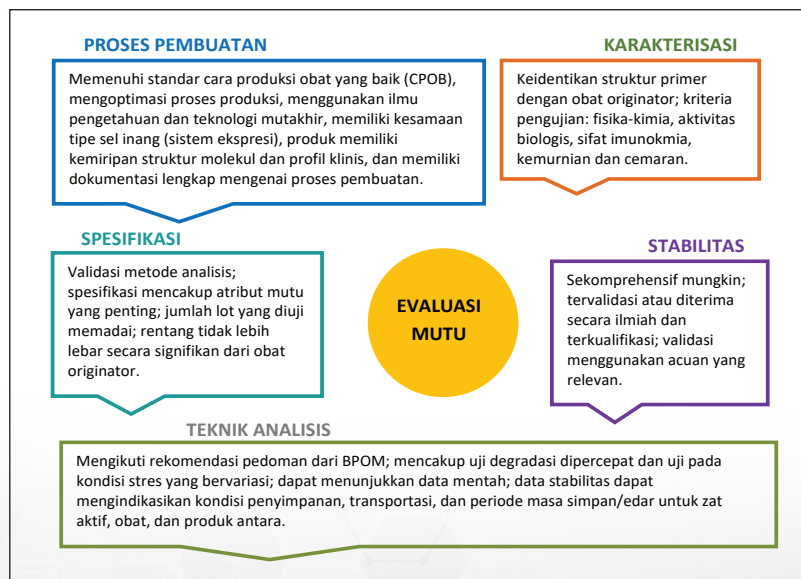 PROSES PEMBUATAN
Memenuhi standar cara produksi obat yang baik (CPOB),
mengoptimasi proses produksi, menggunakan ilmu
pengetahuan dan teknologi mutakhir, memiliki kesamaan
tipe sel inang (sistem ekspresi), produk memiliki
kemiripan struktur molekul dan profil klinis, dan memiliki
dokumentasi lengkap mengenai proses pembuatan.
KARAKTERISASI
Keidentikan struktur primer
dengan obat originator; kriteria
pengujian: fisika-kimia, aktivitas
biologis, sifat imunokmia,
kemurnian dan cemaran.
SPESIFIKASI
Validasi metode analisis;
spesifikasi mencakup atribut mutu
yang penting; jumlah lot yang diuji
memadai; rentang tidak lebih
lebar secara signifikan dari obat
originator.
EVALUASI
MUTU
STABILITAS
Sekomprehensif mungkin;
tervalidasi atau diterima
secara ilmiah dan
terkualifikasi; validasi
menggunakan acuan yang
relevan.
TEKNIK ANALISIS
Mengikuti rekomendasi pedoman dari BPOM; mencakup uji degradasi dipercepat dan uji pada
kondisi stres yang bervariasi; dapat menunjukkan data mentah; data stabilitas dapat
mengindikasikan kondisi penyimpanan, transportasi, dan periode masa simpan/edar untuk zat
aktif, obat, dan produk antara.